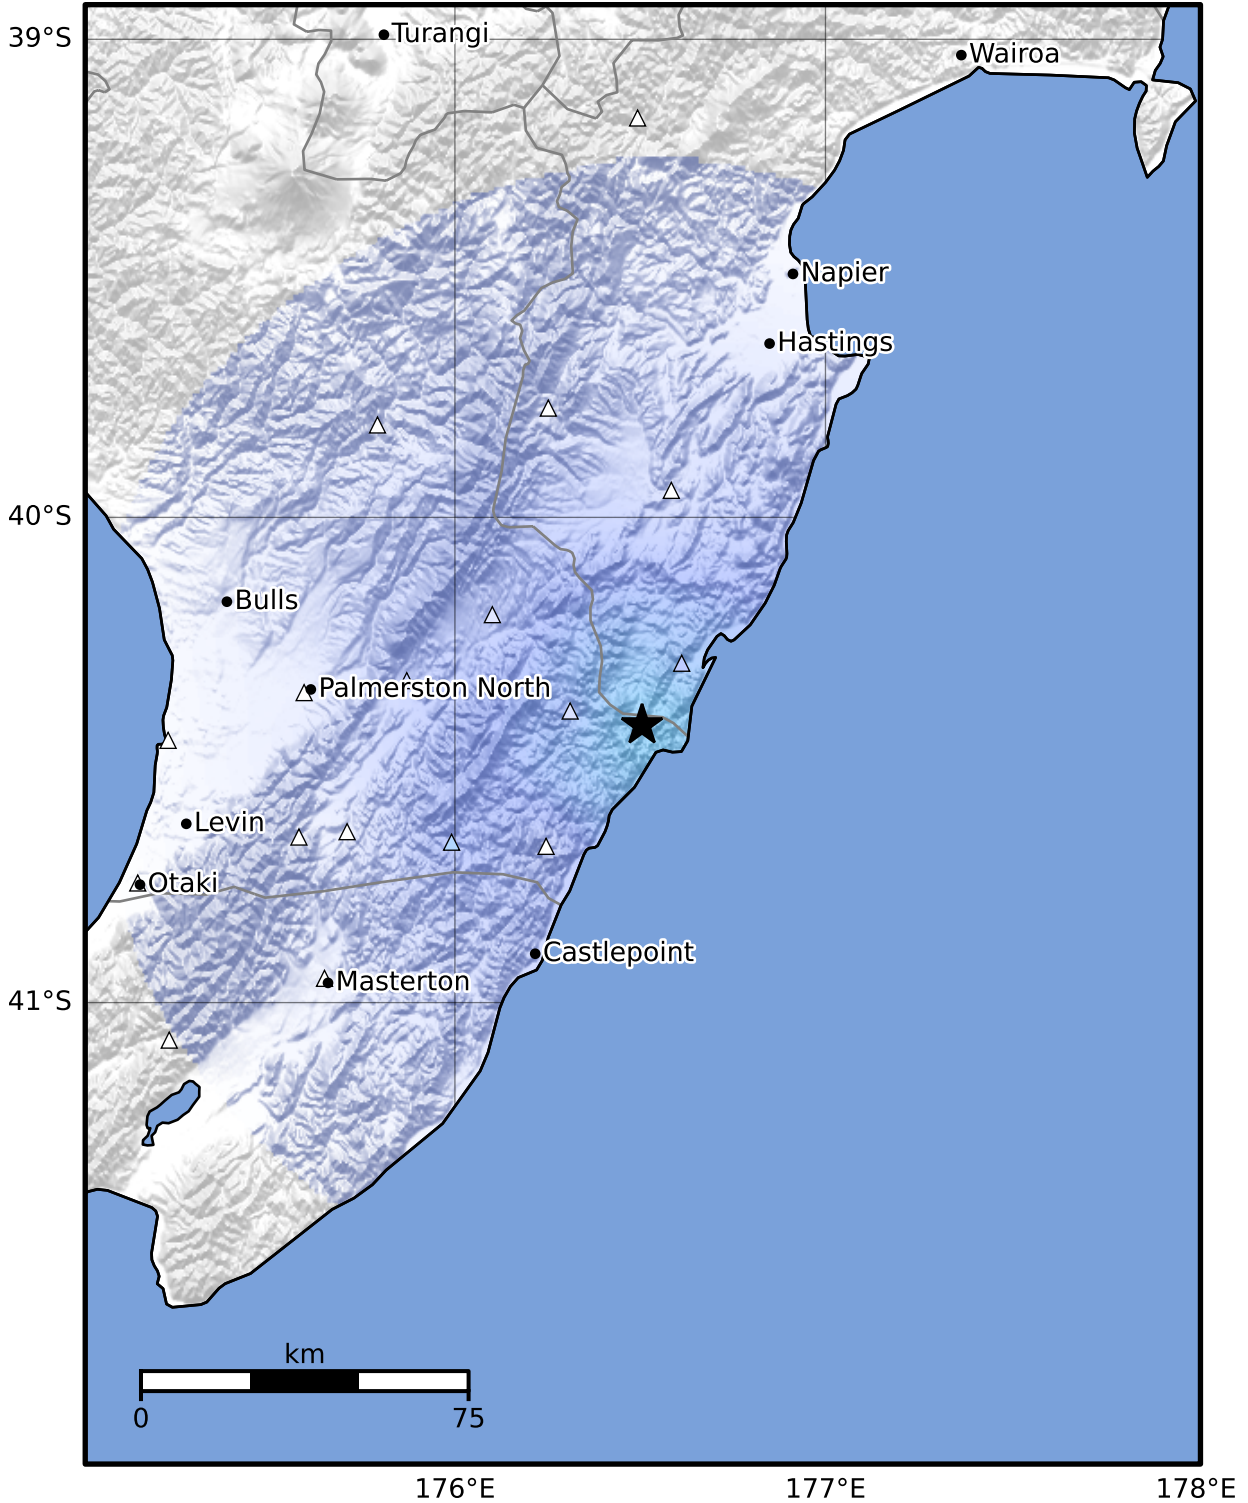 39°S
Turangi
Wairoa
Napier
Hastings
40°S
Bulls
Palmerston North
Levin
Otaki
Castlepoint
Masterton
41°S
km
0
75
176°E
177°E
178°E